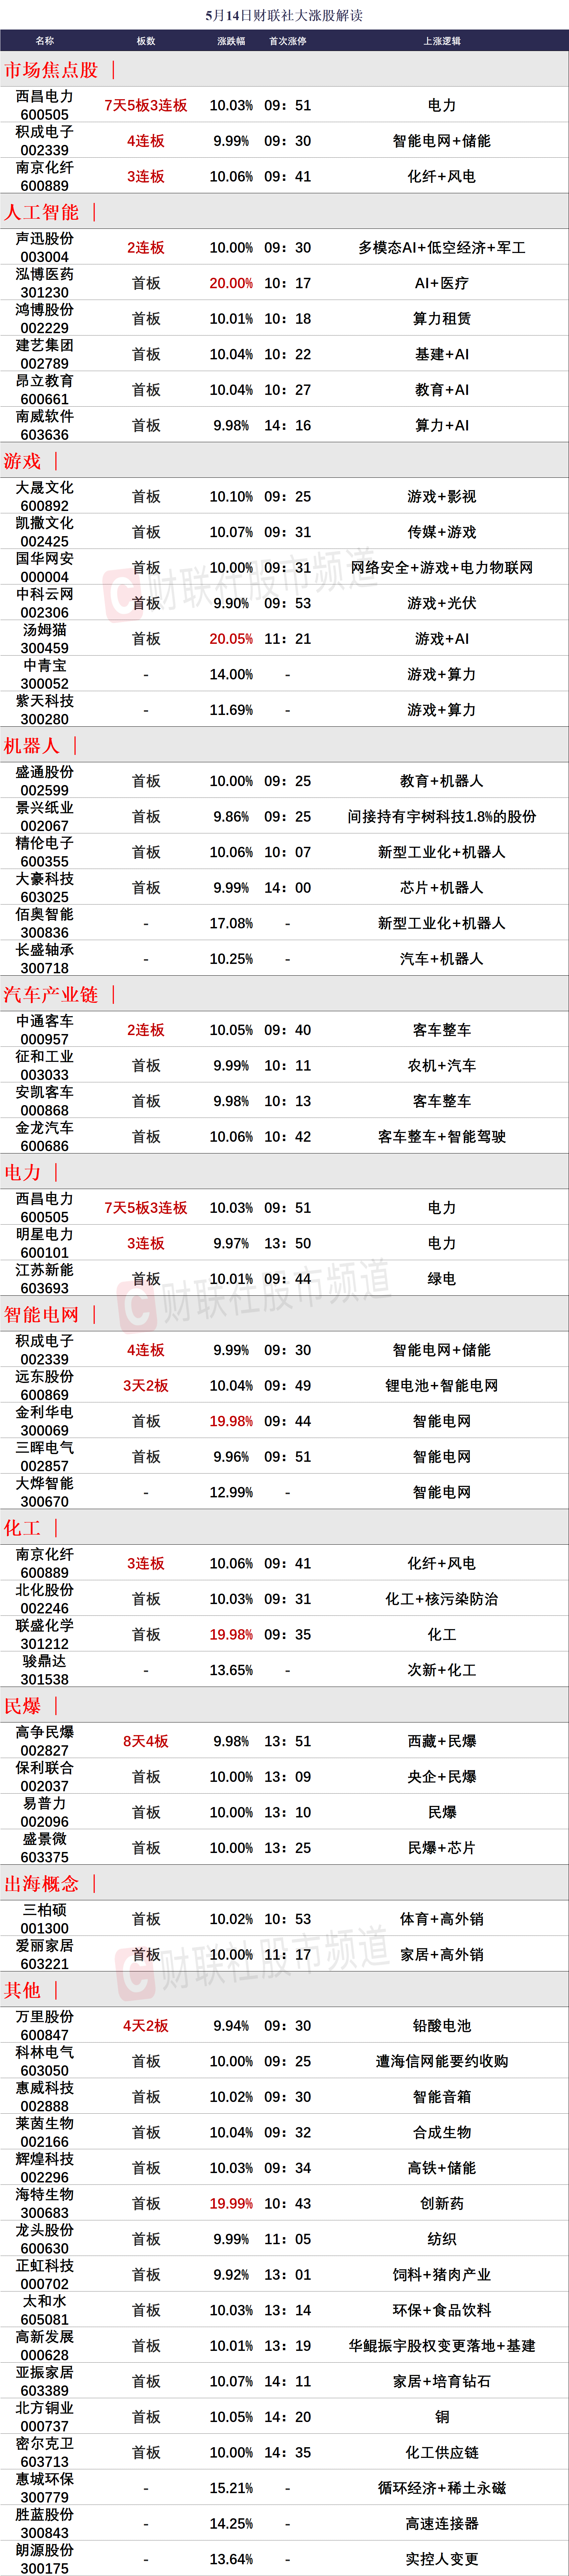 5月14日财联社大涨股解读
名称 板数 涨跌幅 首次涨停 上涨逻辑
市场焦点股 |
西昌电力
600505 7天5板3连板 10.03% 09：51 电力
积成电子
002339 4连板 9.99% 09：30 智能电网+储能
南京化纤
600889 3连板 10.06% 09：41 化纤+风电
人工智能 |
声迅股份
003004 2连板 10.00% 09：30 多模态AI+低空经济+军工
泓博医药
301230 首板 20.00% 10：17 AI+医疗
鸿博股份
002229 首板 10.01% 10：18 算力租赁
建艺集团
002789 首板 10.04% 10：22 基建+AI
昂立教育
600661 首板 10.04% 10：27 教育+AI
南威软件
603636 首板 9.98% 14：16 算力+AI
游戏 |
大晟文化
600892 首板 10.10% 09：25 游戏+影视
凯撒文化
002425 首板 10.07% 09：31 传媒+游戏
国华网安
000004 首板 10.00% 09：31 网络安全+游戏+电力物联网
中科云网
002306 首板 9.90% 09：53 游戏+光伏
汤姆猫
300459 首板 20.05% 11：21 游戏+AI
中青宝
300052 - 14.00% - 游戏+算力
紫天科技
300280 - 11.69% - 游戏+算力
机器人 |
盛通股份
002599 首板 10.00% 09：25 教育+机器人
景兴纸业
002067 首板 9.86% 09：25 间接持有宇树科技1.8%的股份
精伦电子
600355 首板 10.06% 10：07 新型工业化+机器人
大豪科技
603025 首板 9.99% 14：00 芯片+机器人
佰奥智能
300836 - 17.08% - 新型工业化+机器人
长盛轴承
300718 - 10.25% - 汽车+机器人
汽车产业链 |
中通客车
000957 2连板 10.05% 09：40 客车整车
征和工业
003033 首板 9.99% 10：11 农机+汽车
安凯客车
000868 首板 9.98% 10：13 客车整车
金龙汽车
600686 首板 10.06% 10：42 客车整车+智能驾驶
电力 |
西昌电力
600505 7天5板3连板 10.03% 09：51 电力
明星电力
600101 3连板 9.97% 13：50 电力
江苏新能
603693 首板 10.01% 09：44 绿电
智能电网 |
积成电子
002339 4连板 9.99% 09：30 智能电网+储能
远东股份
600869 3天2板 10.04% 09：49 锂电池+智能电网
金利华电
300069 首板 19.98% 09：44 智能电网
三晖电气
002857 首板 9.96% 09：51 智能电网
大烨智能
300670 - 12.99% - 智能电网
化工 |
南京化纤
600889 3连板 10.06% 09：41 化纤+风电
北化股份
002246 首板 10.03% 09：31 化工+核污染防治
联盛化学
301212 首板 19.98% 09：35 化工
骏鼎达
301538 - 13.65% - 次新+化工
民爆 |
高争民爆
002827 8天4板 9.98% 13：51 西藏+民爆
保利联合
002037 首板 10.00% 13：09 央企+民爆
易普力
002096 首板 10.00% 13：10 民爆
盛景微
603375 首板 10.00% 13：25 民爆+芯片
出海概念 |
三柏硕
001300 首板 10.02% 10：53 体育+高外销
爱丽家居
603221 首板 10.00% 11：17 家居+高外销
其他 |
万里股份
600847 4天2板 9.94% 09：30 铅酸电池
科林电气
603050 首板 10.00% 09：25 遭海信网能要约收购
惠威科技
002888 首板 10.02% 09：30 智能音箱
莱茵生物
002166 首板 10.04% 09：32 合成生物
辉煌科技
002296 首板 10.03% 09：34 高铁+储能
海特生物
300683 首板 19.99% 10：43 创新药
龙头股份
600630 首板 9.99% 11：05 纺织
正虹科技
000702 首板 9.92% 13：01 饲料+猪肉产业
太和水
605081 首板 10.03% 13：14 环保+食品饮料
高新发展
000628 首板 10.01% 13：19 华鲲振宇股权变更落地+基建
亚振家居
603389 首板 10.07% 14：11 家居+培育钻石
北方铜业
000737 首板 10.05% 14：20 铜
密尔克卫
603713 首板 10.00% 14：35 化工供应链
惠城环保
300779 - 15.21% - 循环经济+稀土永磁
胜蓝股份
300843 - 14.25% - 高速连接器
朗源股份
300175 - 13.64% - 实控人变更
财联社股市频道
财联社股市频道
财联社股市频道